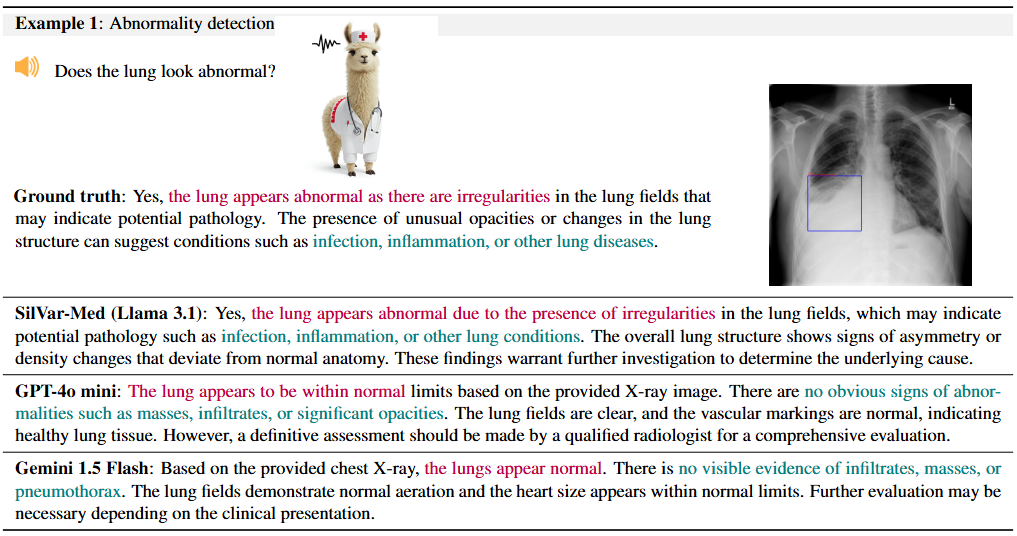 Example 1: Abnormality detection
Does the lung look abnormal?
L
Ground truth: Yes, the lung appears abnormal as there are irregularities in the lung fields that
may indicate potential pathology. The presence of unusual opacities or changes in the lung
structure can suggest conditions such as infection, inflammation, or other lung diseases.
SilVar-Med (Llama 3.1): Yes, the lung appears abnormal due to the presence of irregularities in the lung fields, which may indicate
potential pathology such as infection, inflammation, or other lung conditions. The overall lung structure shows signs of asymmetry or
density changes that deviate from normal anatomy. These findings warrant further investigation to determine the underlying cause.
GPT-4o mini: The lung appears to be within normal limits based on the provided X-ray image. There are no obvious signs of abnor-
malities such as masses, infiltrates, or significant opacities. The lung fields are clear, and the vascular markings are normal, indicating
healthy lung tissue. However, a definitive assessment should be made by a qualified radiologist for a comprehensive evaluation.
Gemini 1.5 Flash: Based on the provided chest X-ray, the lungs appear normal. There is no visible evidence of infiltrates, masses, or
pneumothorax. The lung fields demonstrate normal aeration and the heart size appears within normal limits. Further evaluation may be
necessary depending on the clinical presentation.